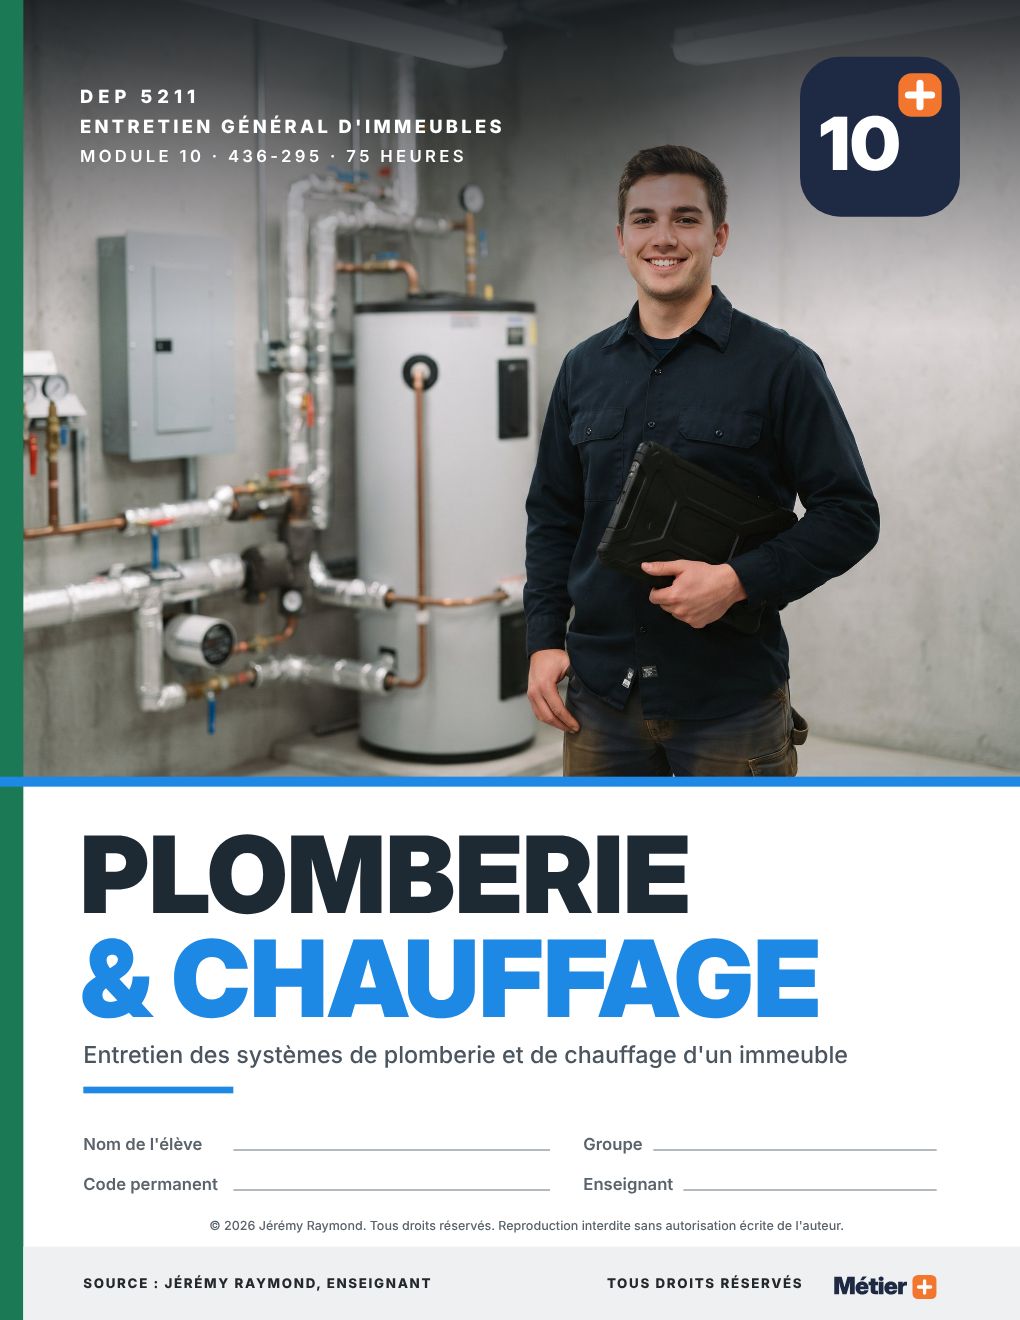 DEP 5211
ENTRETIEN GÉNÉRAL D'IMMEUBLES
MODULE 10 · 436-295 · 75 HEURES
10
PLOMBERIE
& CHAUFFAGE
Entretien des systèmes de plomberie et de chauffage d'un immeuble
Nom de l'élève
Groupe
Code permanent
Enseignant
© 2026 Jérémy Raymond. Tous droits réservés. Reproduction interdite sans autorisation écrite de l'auteur.
SOURCE : JÉRÉMY RAYMOND, ENSEIGNANT
TOUS DROITS RÉSERVÉS
Métier+